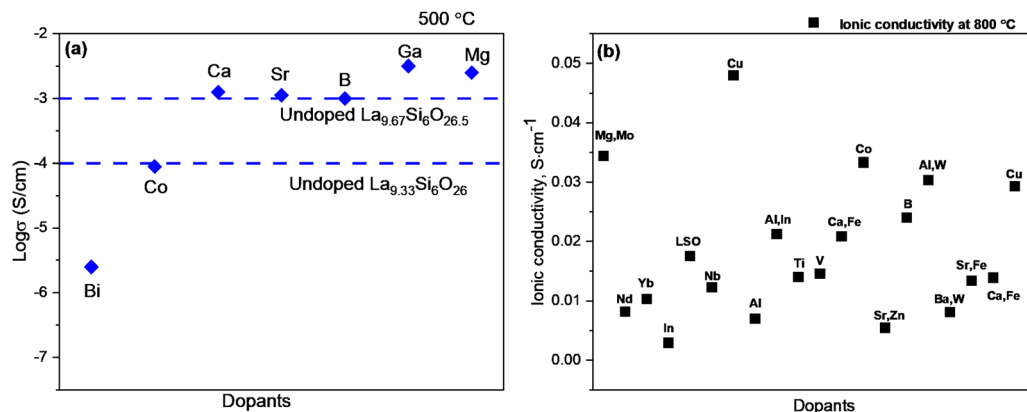 500 °C
(a)
-2
-3
-4
-5
-6
-7
Logσ (S/cm)
Ca
Sr
B
Ga
Mg
Undoped La9.67Si6O26.5
Co
Undoped La9.33Si6O26
Bi
Dopants
Ionic conductivity at 800 °C
(b)
0.05
0.04
0.03
0.02
0.01
0.00
Ionic conductivity, S·cm-1
Cu
Mg,Mo
Co
Al,W
Cu
B
Al,In
Ca,Fe
LSO
Ti
V
Sr,Fe
Nb
Yb
Nd
Ca,Fe
Al
Ba,W
Sr,Zn
In
Dopants